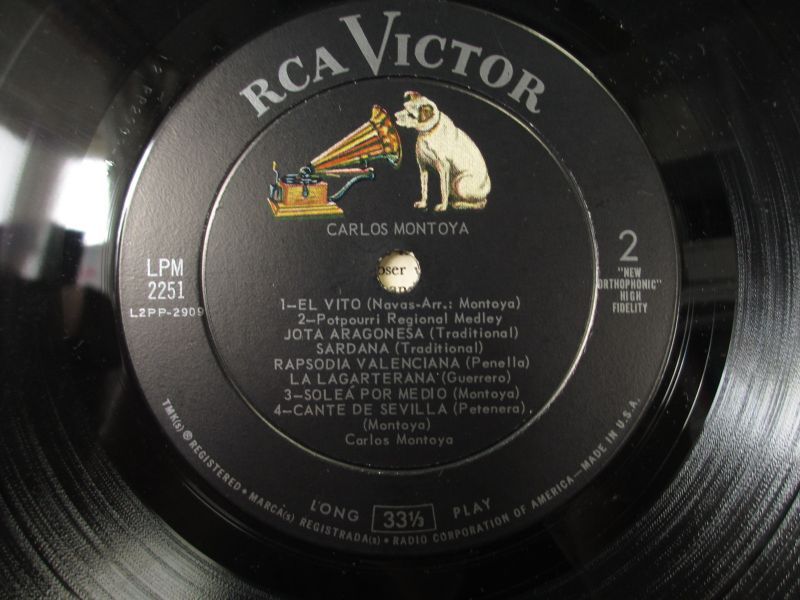 RCA VICTOR
CARLOS MONTOYA
LPM
2251
L2PP-2909
2
"NEW
ORTHOPHONIC"
HIGH
FIDELITY
1—EL VITO (Navas-Arr.: Montoya)
2—Potpourri Regional Medley
JOTA ARAGONESA (Traditional)
SARDANA (Traditional)
RAPSODIA VALENCIANA (Penella)
LA LAGARTERANA (Guerrero)
3—SOLEÁ POR MEDIO (Montoya)
4—CANTE DE SEVILLA (Petenera)
(Montoya)
Carlos Montoya
LONG 33⅓ PLAY
TMK(s) ® REGISTERED • MARCA(s) REGISTRADA(s) • RADIO CORPORATION OF AMERICA—MADE IN U.S.A.